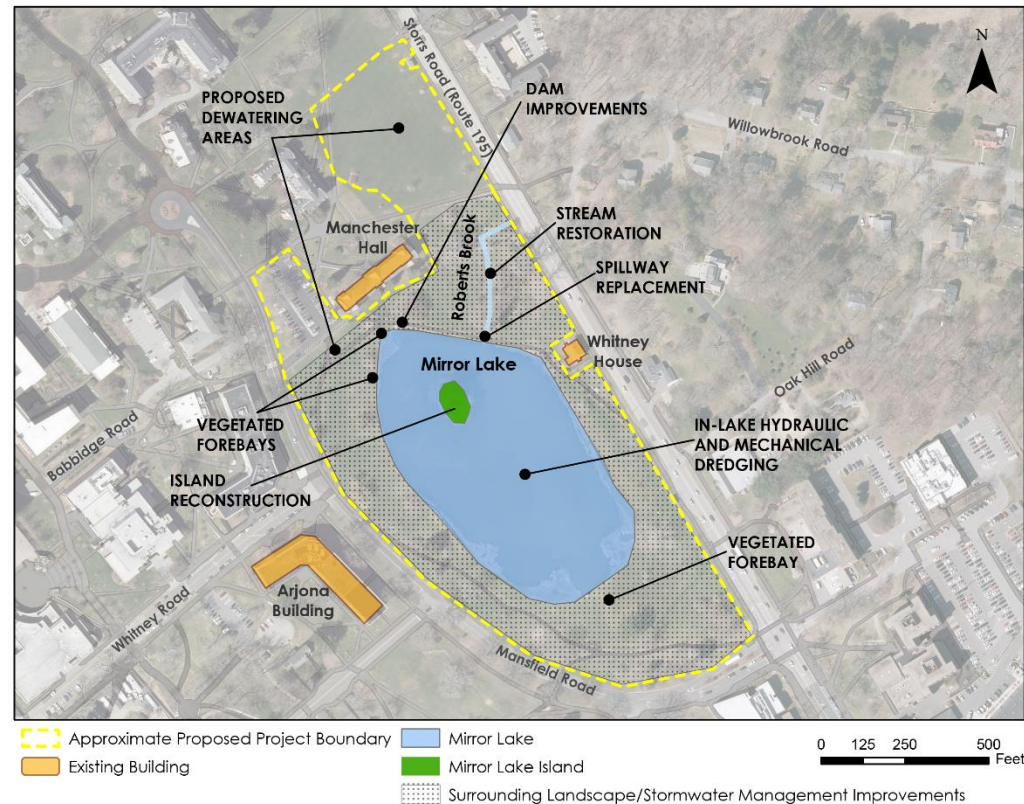 N
Storrs Road (Route 195)
PROPOSED
DEWATERING
AREAS
DAM
IMPROVEMENTS
Willowbrook Road
Manchester
Hall
Roberts Brook
STREAM
RESTORATION
SPILLWAY
REPLACEMENT
Whitney
House
Mirror Lake
Oak Hill Road
VEGETATED
FOREBAYS
Babbidge Road
ISLAND
RECONSTRUCTION
IN-LAKE HYDRAULIC
AND MECHANICAL
DREDGING
VEGETATED
FOREBAY
Arjona
Building
Whitney Road
Mansfield Road
Approximate Proposed Project Boundary
Mirror Lake
Existing Building
Mirror Lake Island
Surrounding Landscape/Stormwater Management Improvements
0 125 250 500
Feet